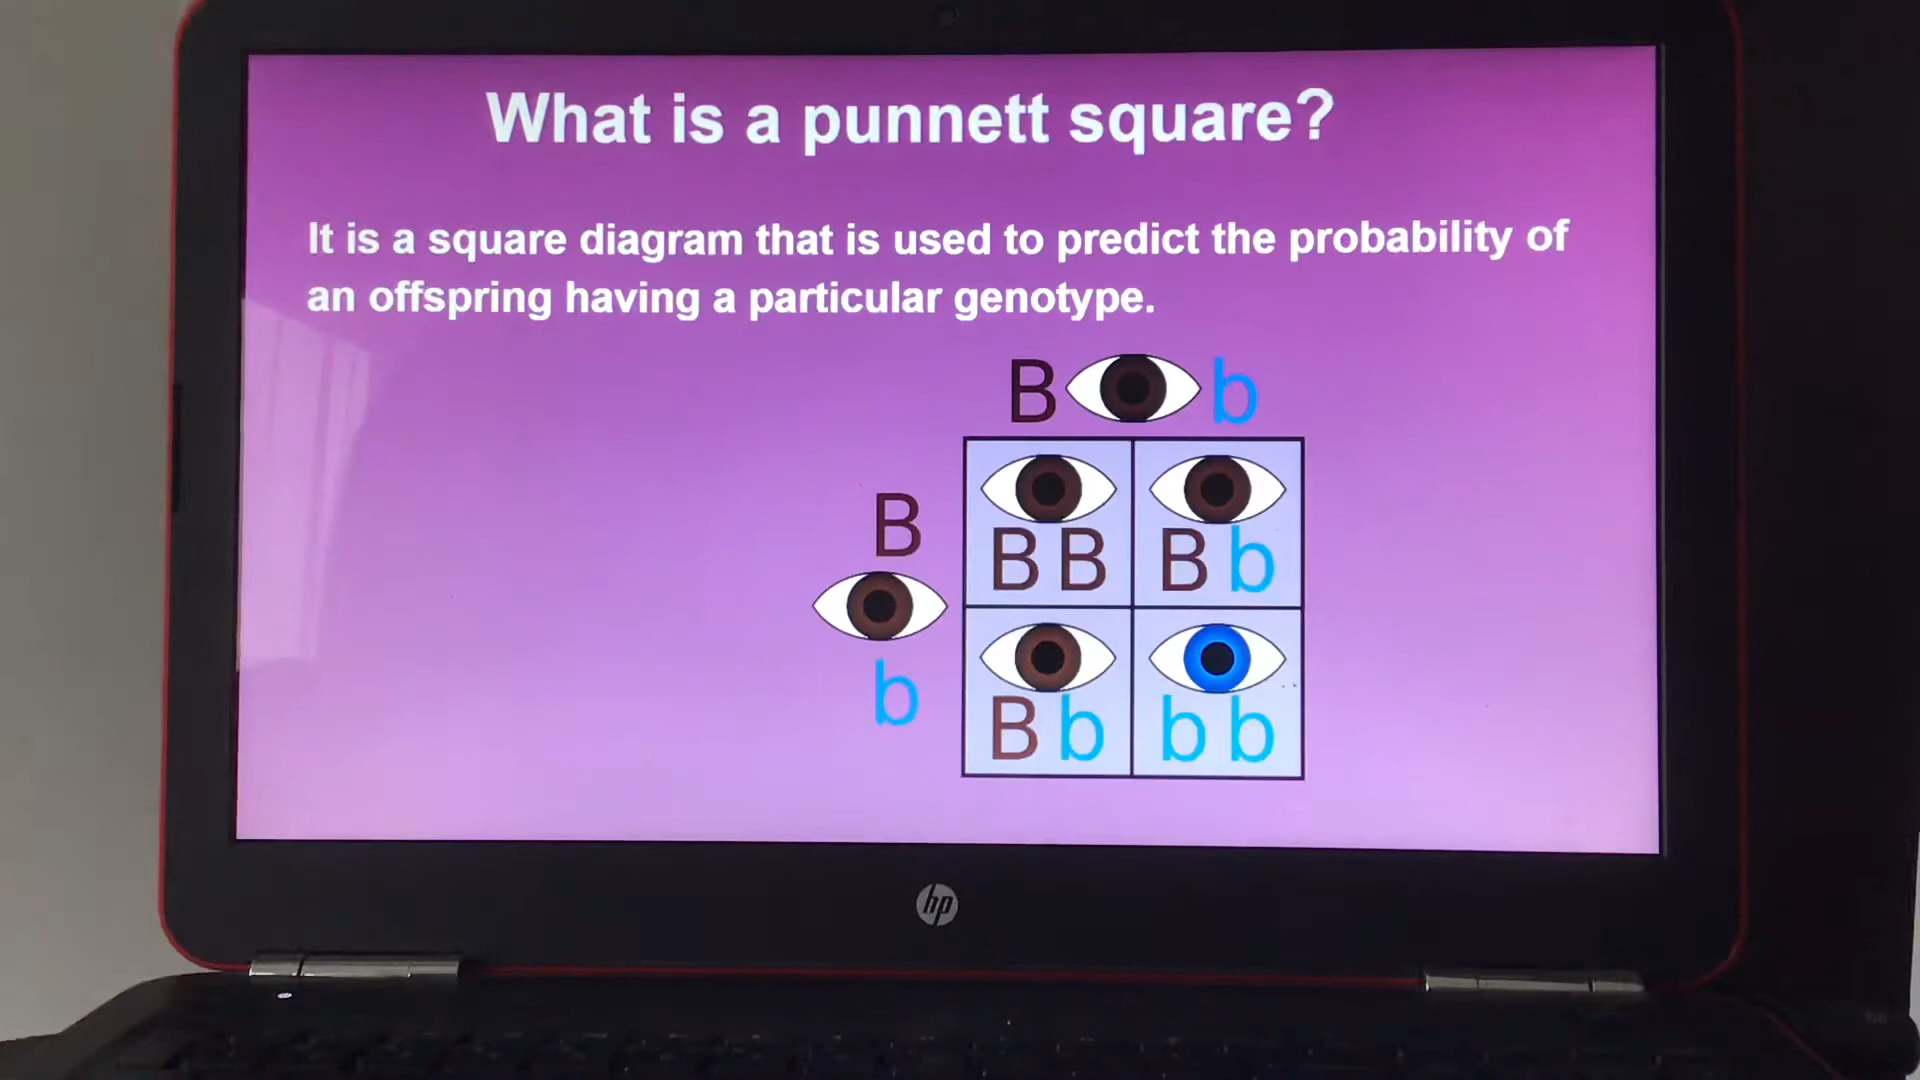 What is a punnett square?
It is a square diagram that is used to predict the probability of
an offspring having a particular genotype.
B b
B
BB Bb
b
Bb bb
hp